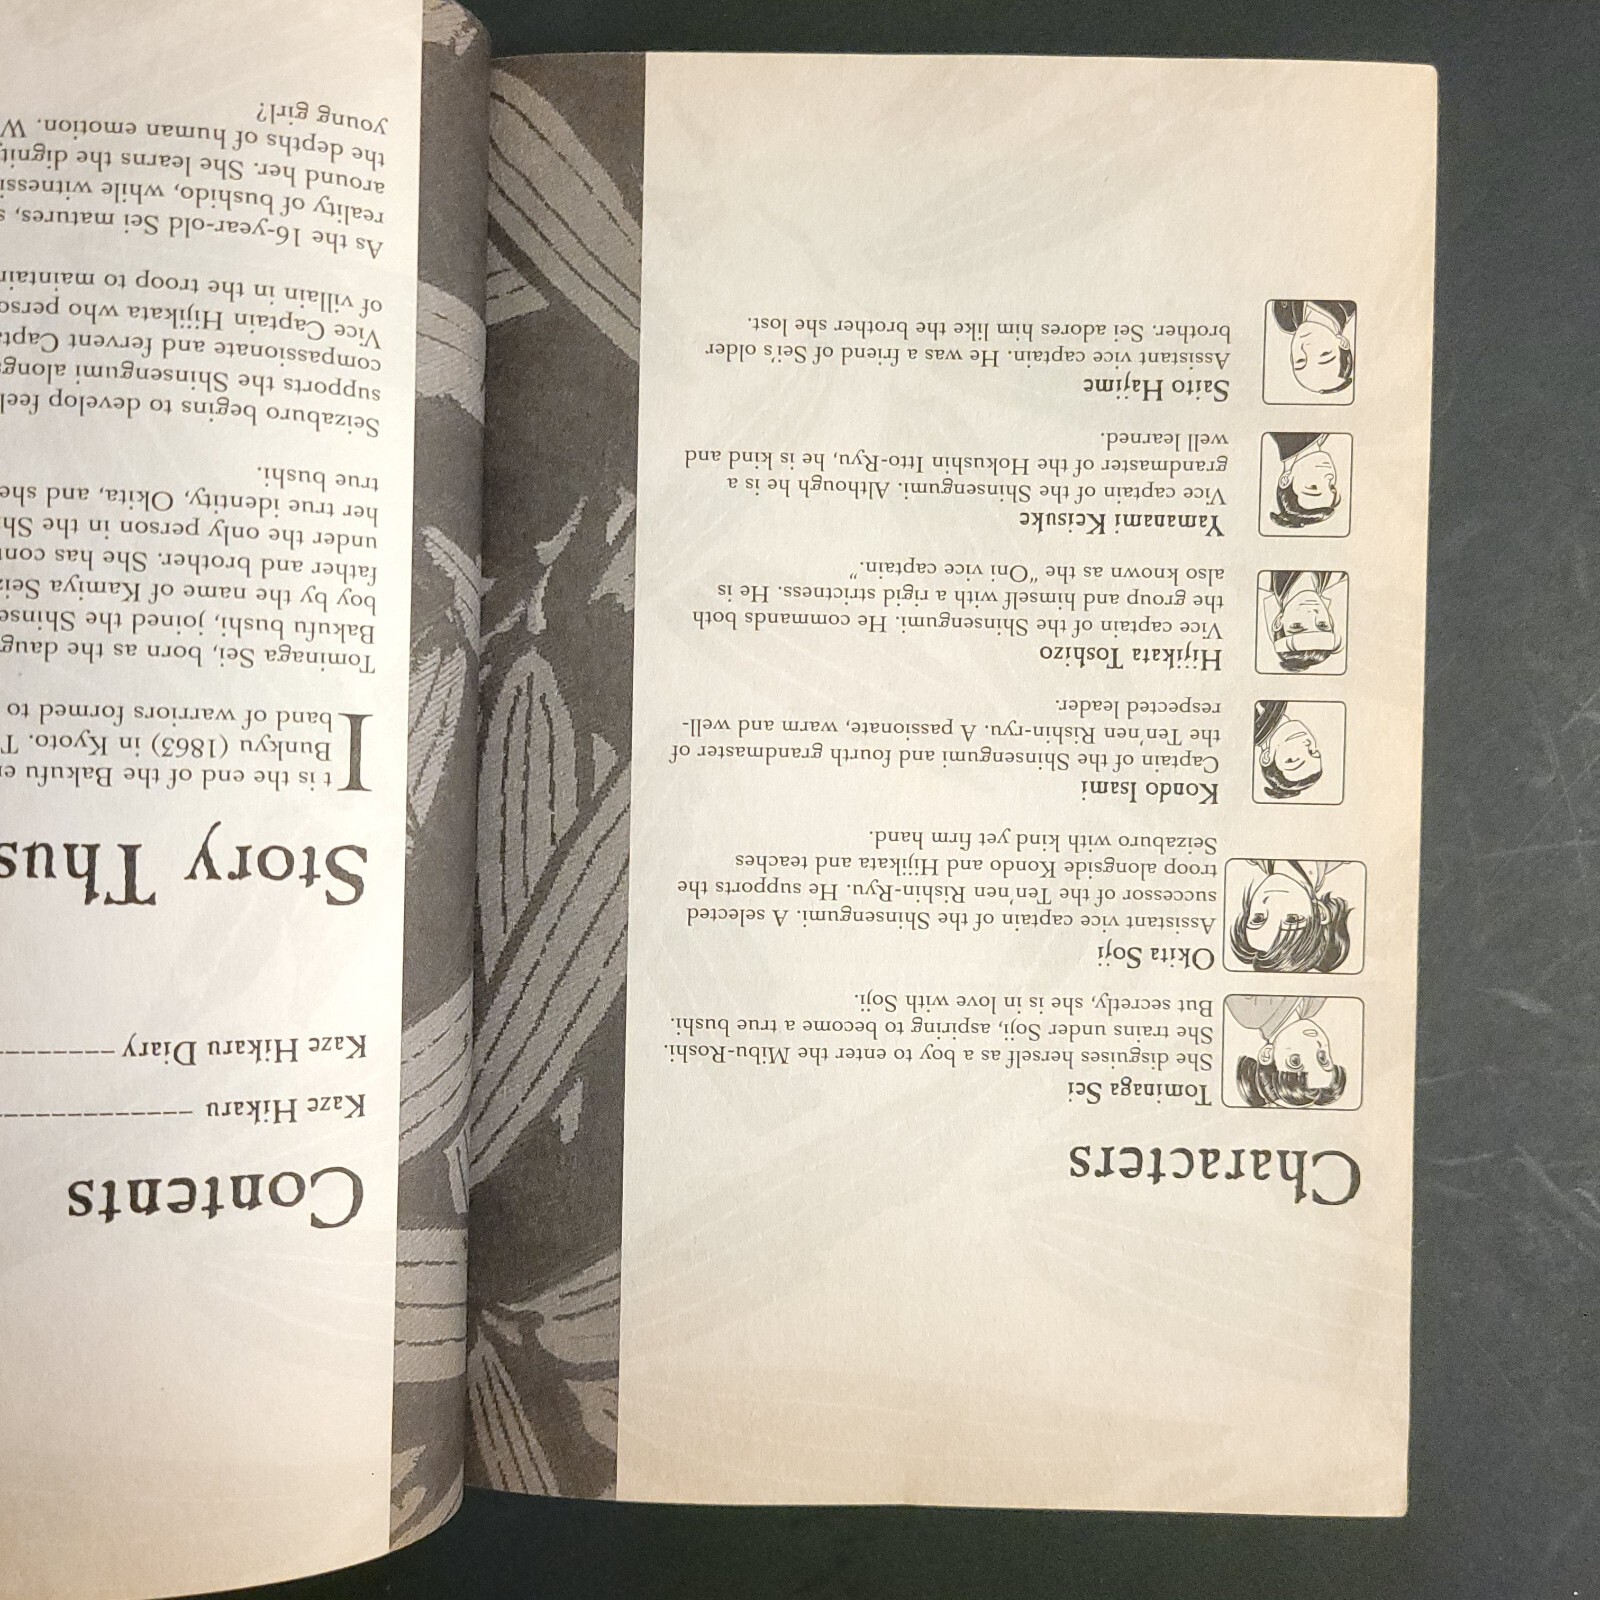 Characters
Tominaga Sei
She disguises herself as a boy to enter the Mibu-Roshi.
She trains under Soji, aspiring to become a true bushi.
But secretly, she is in love with Soji.
Okita Soji
Assistant vice captain of the Shinsengumi. A selected
successor of the Ten'nen Rishin-Ryu. He supports the
troop alongside Kondo and Hijikata and teaches
Seizaburo with kind yet firm hand.
Kondo Isami
Captain of the Shinsengumi and fourth grandmaster of
the Ten'nen Rishin-ryu. A passionate, warm and well-
respected leader.
Hijikata Toshizo
Vice captain of the Shinsengumi. He commands both
the group and himself with a rigid strictness. He is
also known as the "Oni vice captain."
Yamanami Keisuke
Vice captain of the Shinsengumi. Although he is a
grandmaster of the Hokushin Itto-Ryu, he is kind and
well learned.
Saito Hajime
Assistant vice captain. He was a friend of Sei's older
brother. Sei adores him like the brother she lost.
Contents
Kaze Hikaru
Kaze Hikaru Diary
Story Thus
It is the end of the Bakufu e
Bunkyu (1863) in Kyoto. T
band of warriors formed to
Tominaga Sei, born as the daug
Bakufu bushi, joined the Shinse
boy by the name of Kamiya Seiz
father and brother. She has con
under the only person in the Sh
her true identity, Okita, and she
true bushi.
Seizaburo begins to develop feel
supports the Shinsengumi along
compassionate and fervent Capt
Vice Captain Hijikata who perso
of villain in the troop to maintain
As the 16-year-old Sei matures, s
reality of bushido, while witnessi
around her. She learns the dignit
the depths of human emotion. W
young girl?